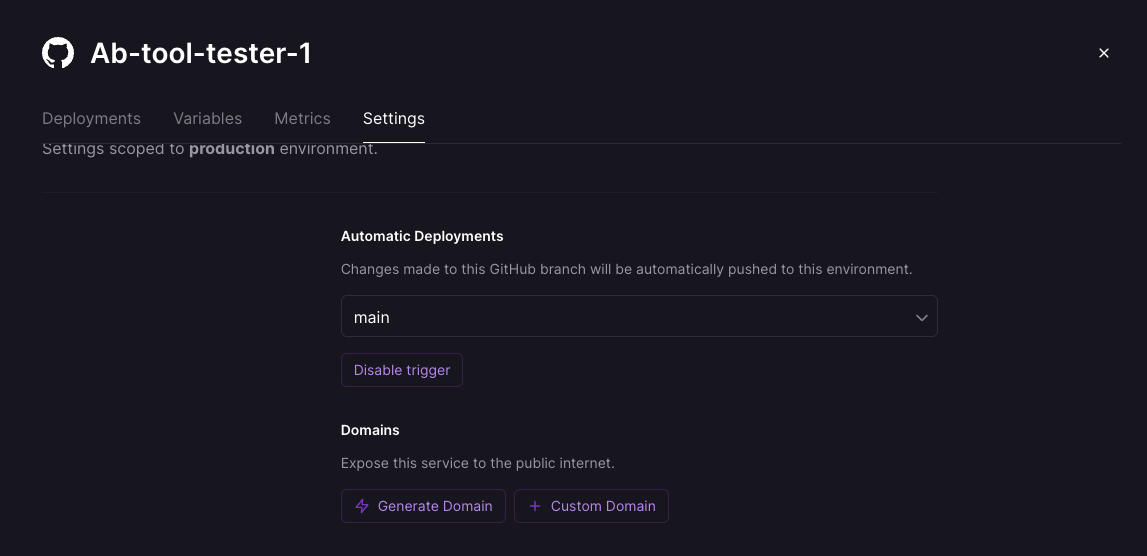 Ab-tool-tester-1
Deployments Variables Metrics Settings
Settings scoped to production environment.
Automatic Deployments
Changes made to this GitHub branch will be automatically pushed to this environment.
main
Disable trigger
Domains
Expose this service to the public internet.
Generate Domain + Custom Domain